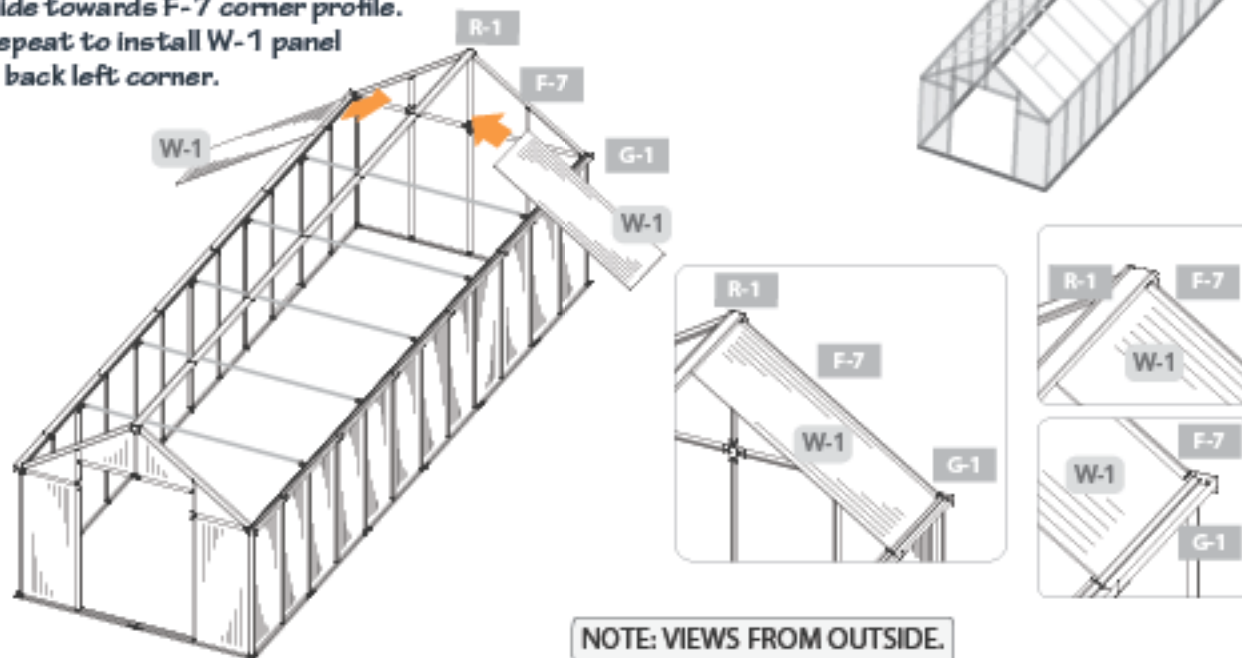 ide towards F-7 corner profile.
epeat to install W-1 panel
back left corner.
R-1
F-7
W-1
G-1
W-1
R-1
F-7
W-1
G-1
R-1
F-7
W-1
F-7
W-1
G-1
NOTE: VIEWS FROM OUTSIDE.